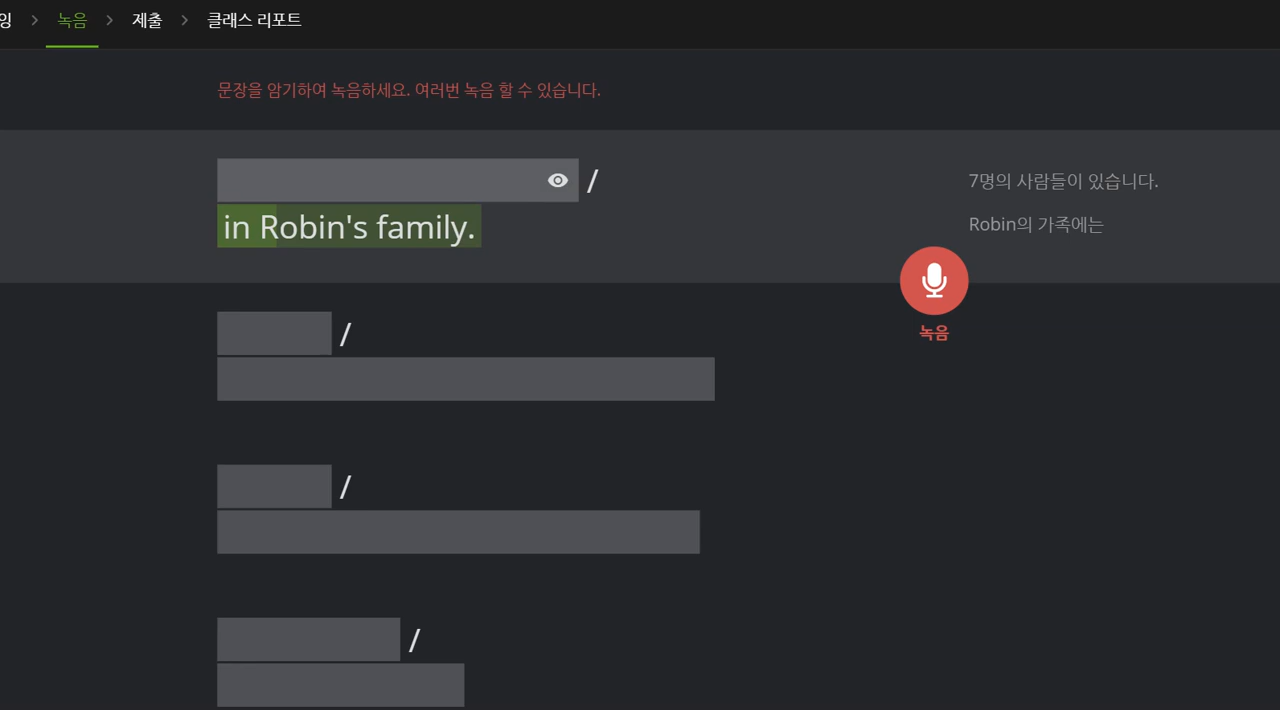 잉 > 녹음 > 제출 > 클래스 리포트
문장을 암기하여 녹음하세요. 여러번 녹음 할 수 있습니다.
/
7명의 사람들이 있습니다.
in Robin's family.
Robin의 가족에는
녹음
/
/
/